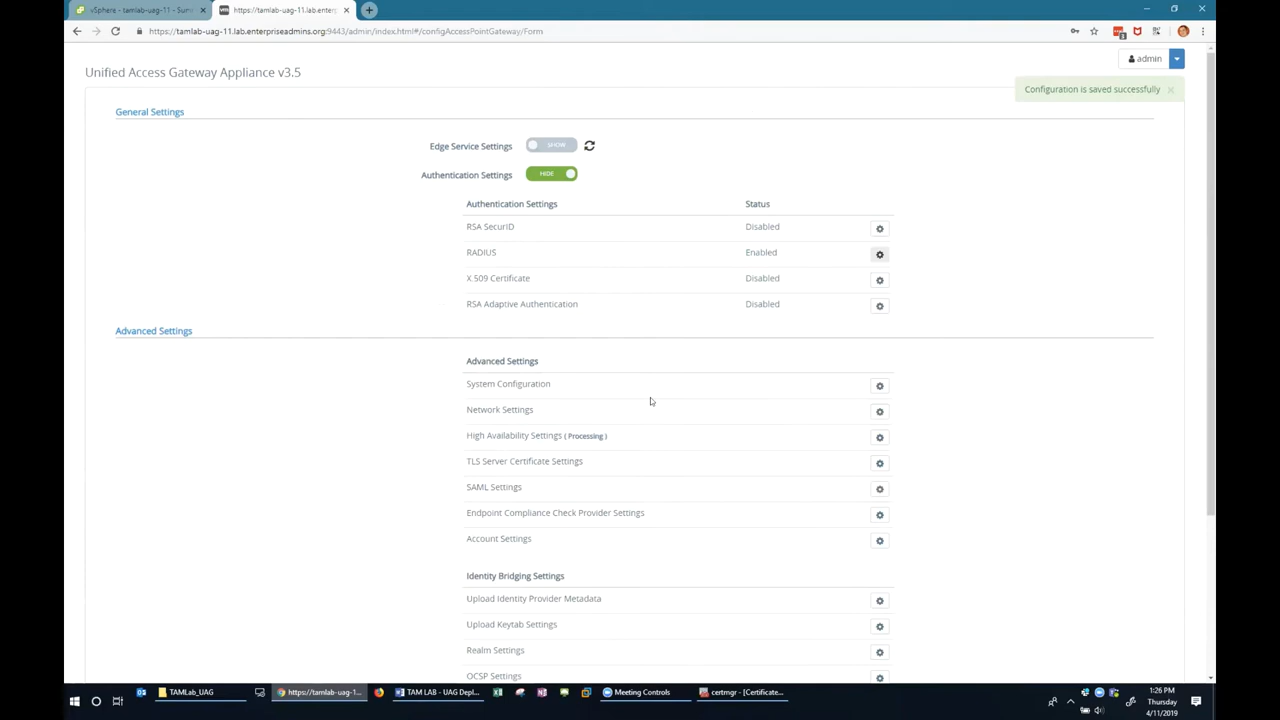 vSphere - tamlab-uag-11 - Sum
https://tamlab-uag-11.lab.enter
https://tamlab-uag-11.lab.enterpriseadmins.org:9443/admin/index.html#/configAccessPointGateway/Form
Unified Access Gateway Appliance v3.5
admin
Configuration is saved successfully
General Settings
Edge Service Settings SHOW
Authentication Settings HIDE
Authentication Settings Status
RSA SecurID Disabled
RADIUS Enabled
X.509 Certificate Disabled
RSA Adaptive Authentication Disabled
Advanced Settings
Advanced Settings
System Configuration
Network Settings
High Availability Settings ( Processing )
TLS Server Certificate Settings
SAML Settings
Endpoint Compliance Check Provider Settings
Account Settings
Identity Bridging Settings
Upload Identity Provider Metadata
Upload Keytab Settings
Realm Settings
OCSP Settings
TAMLab_UAG
https://tamlab-uag-1...
TAM LAB - UAG Depl...
Meeting Controls
certmgr - [Certificate...
1:26 PM
Thursday
4/11/2019